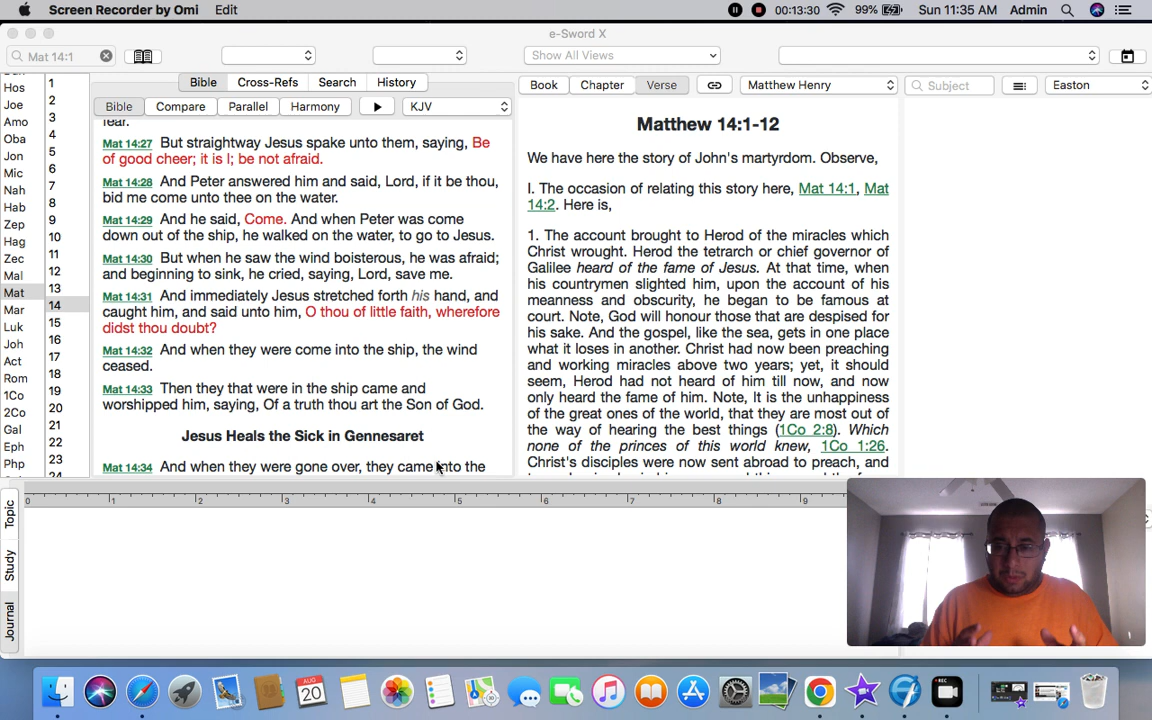 Screen Recorder by Omi Edit 00:13:30 99% Sun 11:35 AM Admin
e-Sword X
Mat 14:1 Show All Views
Bible Cross-Refs Search History
Bible Compare Parallel Harmony KJV
Book Chapter Verse Matthew Henry Subject Easton
Hos
Joe
Amo
Oba
Jon
Mic
Nah
Hab
Zep
Hag
Zec
Mal
Mat
Mar
Luk
Joh
Act
Rom
1Co
2Co
Gal
Eph
Php
1
2
3
4
5
6
7
8
9
10
11
12
13
14
15
16
17
18
19
20
21
22
23
24
fear.
Mat 14:27 But straightway Jesus spake unto them, saying, Be
of good cheer; it is I; be not afraid.
Mat 14:28 And Peter answered him and said, Lord, if it be thou,
bid me come unto thee on the water.
Mat 14:29 And he said, Come. And when Peter was come
down out of the ship, he walked on the water, to go to Jesus.
Mat 14:30 But when he saw the wind boisterous, he was afraid;
and beginning to sink, he cried, saying, Lord, save me.
Mat 14:31 And immediately Jesus stretched forth his hand, and
caught him, and said unto him, O thou of little faith, wherefore
didst thou doubt?
Mat 14:32 And when they were come into the ship, the wind
ceased.
Mat 14:33 Then they that were in the ship came and
worshipped him, saying, Of a truth thou art the Son of God.
Jesus Heals the Sick in Gennesaret
Mat 14:34 And when they were gone over, they came into the
Matthew 14:1-12
We have here the story of John's martyrdom. Observe,
I. The occasion of relating this story here, Mat 14:1, Mat
14:2. Here is,
1. The account brought to Herod of the miracles which
Christ wrought. Herod the tetrarch or chief governor of
Galilee heard of the fame of Jesus. At that time, when
his countrymen slighted him, upon the account of his
meanness and obscurity, he began to be famous at
court. Note, God will honour those that are despised for
his sake. And the gospel, like the sea, gets in one place
what it loses in another. Christ had now been preaching
and working miracles above two years; yet, it should
seem, Herod had not heard of him till now, and now
only heard the fame of him. Note, It is the unhappiness
of the great ones of the world, that they are most out of
the way of hearing the best things (1Co 2:8). Which
none of the princes of this world knew, 1Co 1:26.
Christ's disciples were now sent abroad to preach, and
0 1 2 3 4 5 6 7 8 9
Topic
Study
Journal
AUG
20
REC